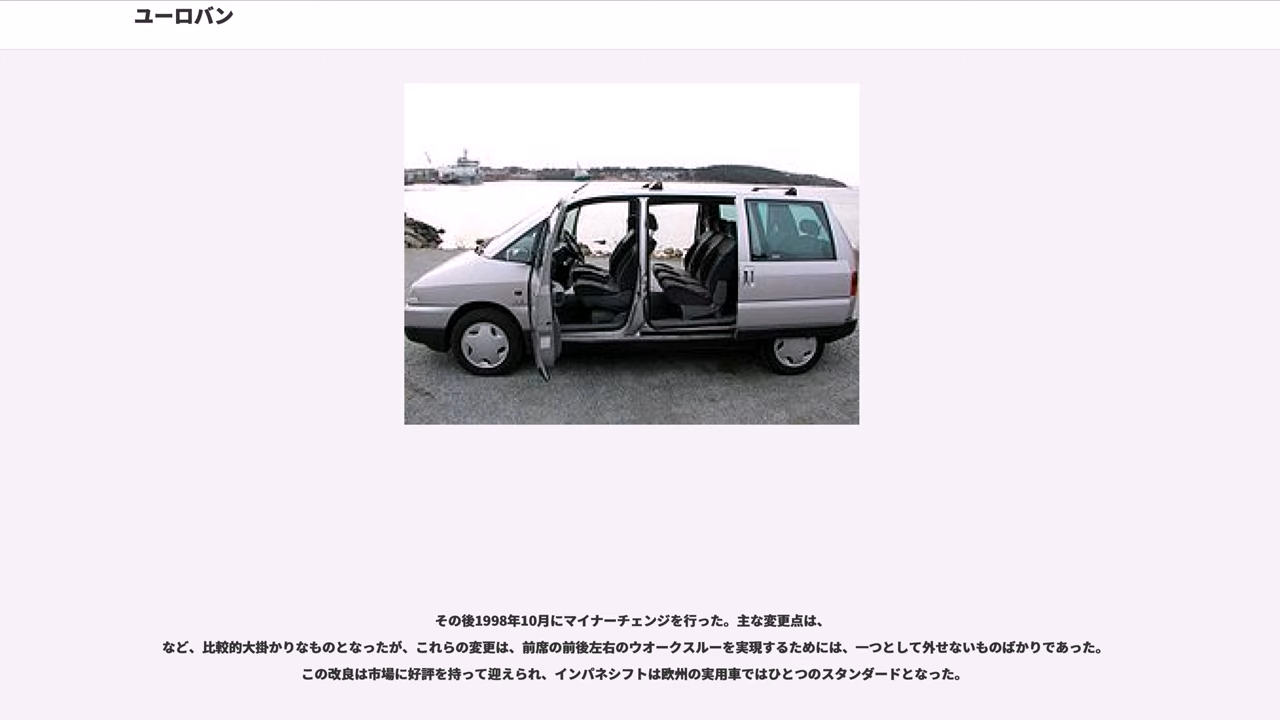 ユーロバン
その後1998年10月にマイナーチェンジを行った。主な変更点は、
など、比較的大掛かりなものとなったが、これらの変更は、前席の前後左右のウオークスルーを実現するためには、一つとして外せないものばかりであった。
この改良は市場に好評を持って迎えられ、インパネシフトは欧州の実用車ではひとつのスタンダードとなった。